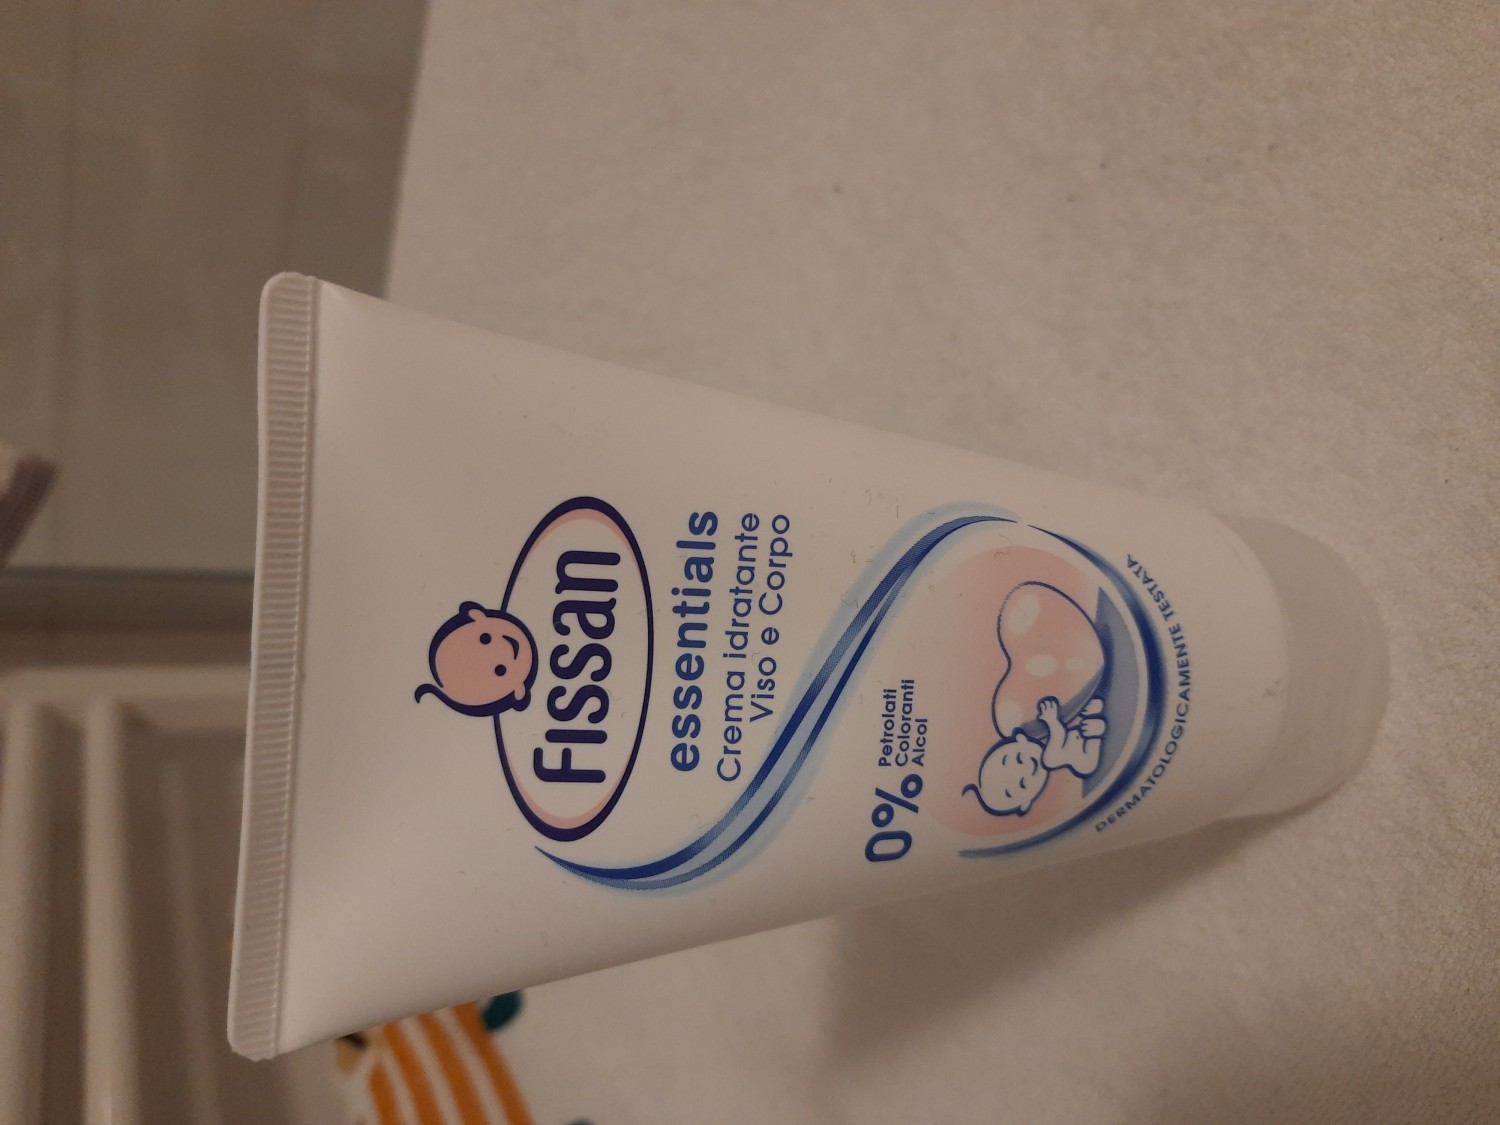 Fissan
essentials
Crema idratante
Viso e Corpo
0% Petrolati
Coloranti
Alcol
DERMATOLOGICAMENTE TESTATA